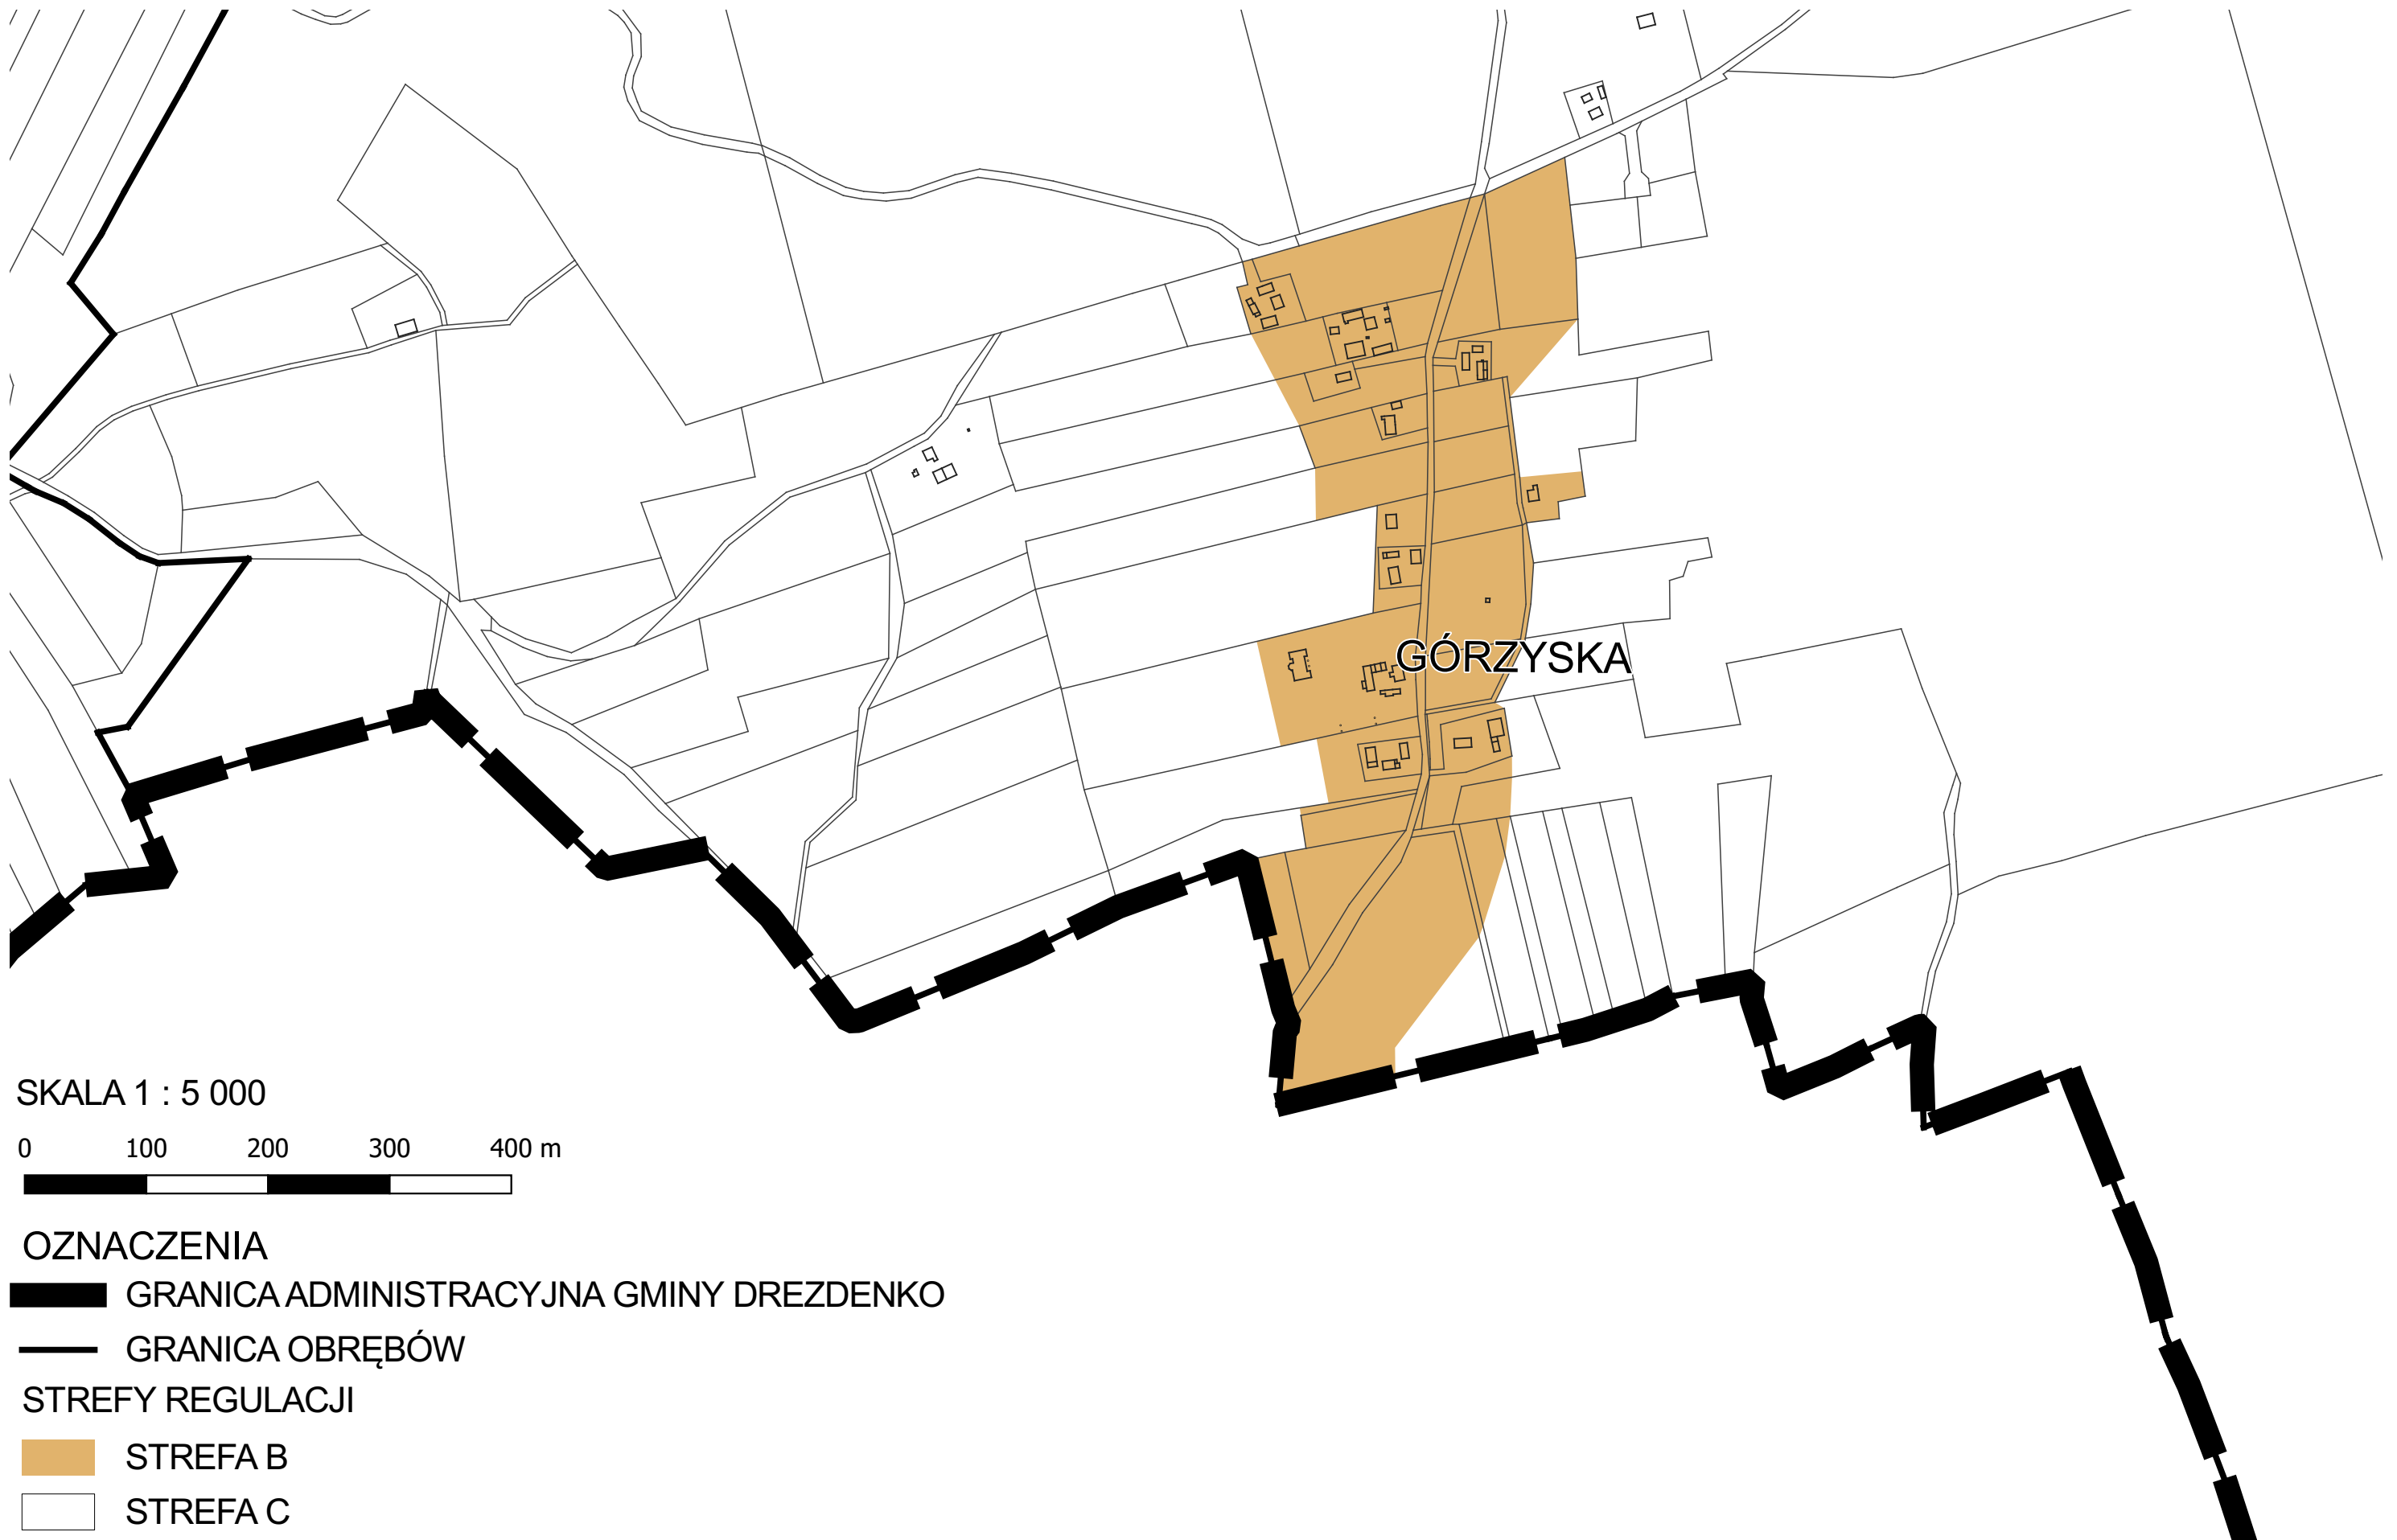 GÓRZYSKA
SKALA 1 : 5 000
0 100 200 300 400 m
OZNACZENIA
GRANICA ADMINISTRACYJNA GMINY DREZDENKO
GRANICA OBRĘBÓW
STREFY REGULACJI
STREFA B
STREFA C